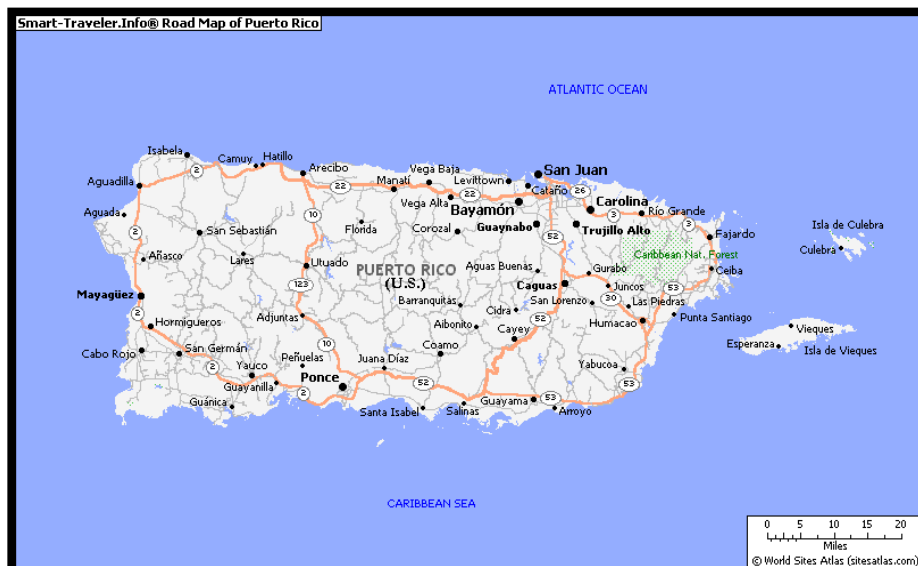 Smart-Traveler.Info® Road Map of Puerto Rico
ATLANTIC OCEAN
Isabela
Camuy
Hatillo
2
Arecibo
Vega Baja
San Juan
Aguadilla
22
Manatí
Levittown
Cataño
26
Vega Alta
22
Bayamón
Carolina
Aguada
10
3
Río Grande
3
Isla de Culebra
2
San Sebastián
Florida
Corozal
Guaynabo
52
Trujillo Alto
Fajardo
Culebra
Añasco
Lares
Utuado
PUERTO RICO
(U.S.)
Aguas Buenas
Caribbean Nat. Forest
Gurabo
Ceiba
123
Caguas
Juncos
53
Mayagüez
Barranquitas
San Lorenzo
30
Las Piedras
2
Adjuntas
Cidra
52
Humacao
Punta Santiago
Hormigueros
Aibonito
Cayey
Vieques
Cabo Rojo
San Germán
10
Coamo
Esperanza
Isla de Vieques
2
Yauco
Peñuelas
Juana Díaz
Yabucoa
Guayanilla
Ponce
52
53
Guánica
2
Santa Isabel
Salinas
Guayama
53
Arroyo
CARIBBEAN SEA
0 5 10 15 20
Miles
© World Sites Atlas (sitesatlas.com)